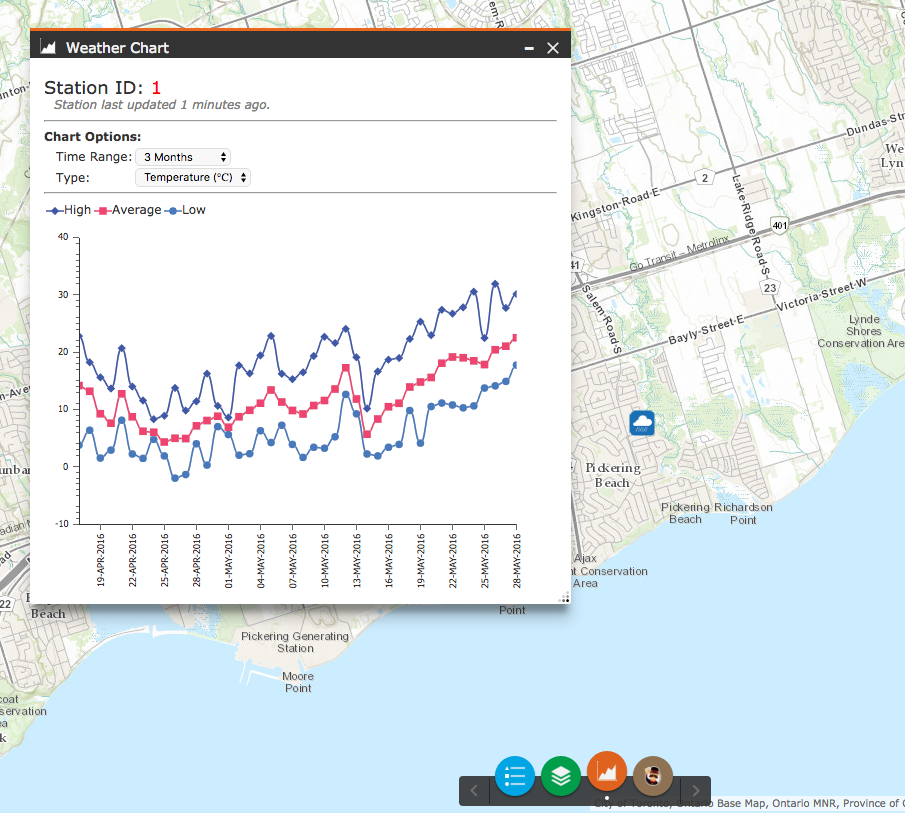 Weather Chart
Station ID: 1
Station last updated 1 minutes ago.
Chart Options:
Time Range: 3 Months
Type: Temperature (°C)
High Average Low
40
30
20
10
0
-10
19-APR-2016
22-APR-2016
25-APR-2016
28-APR-2016
01-MAY-2016
04-MAY-2016
07-MAY-2016
10-MAY-2016
13-MAY-2016
16-MAY-2016
19-MAY-2016
22-MAY-2016
25-MAY-2016
28-MAY-2016
Dundas-Str
We
Lyn
2
Kingston-Road-E
Lake-Ridge-Road-S
401
Go Transit – Metrolinx
41
23
Victoria-Street-W
Salem-Road-S
Bayly-Street-E
Lynde
Shores
Conservation Area
Pickering
Beach
Pickering
Beach
Richardson
Point
Ajax
t Conservation
Area
Point
22
Beach
Pickering Generating
Station
Moore
Point
coat
servation
ea
k
City of Toronto, Ontario Base Map, Ontario MNR, Province of O